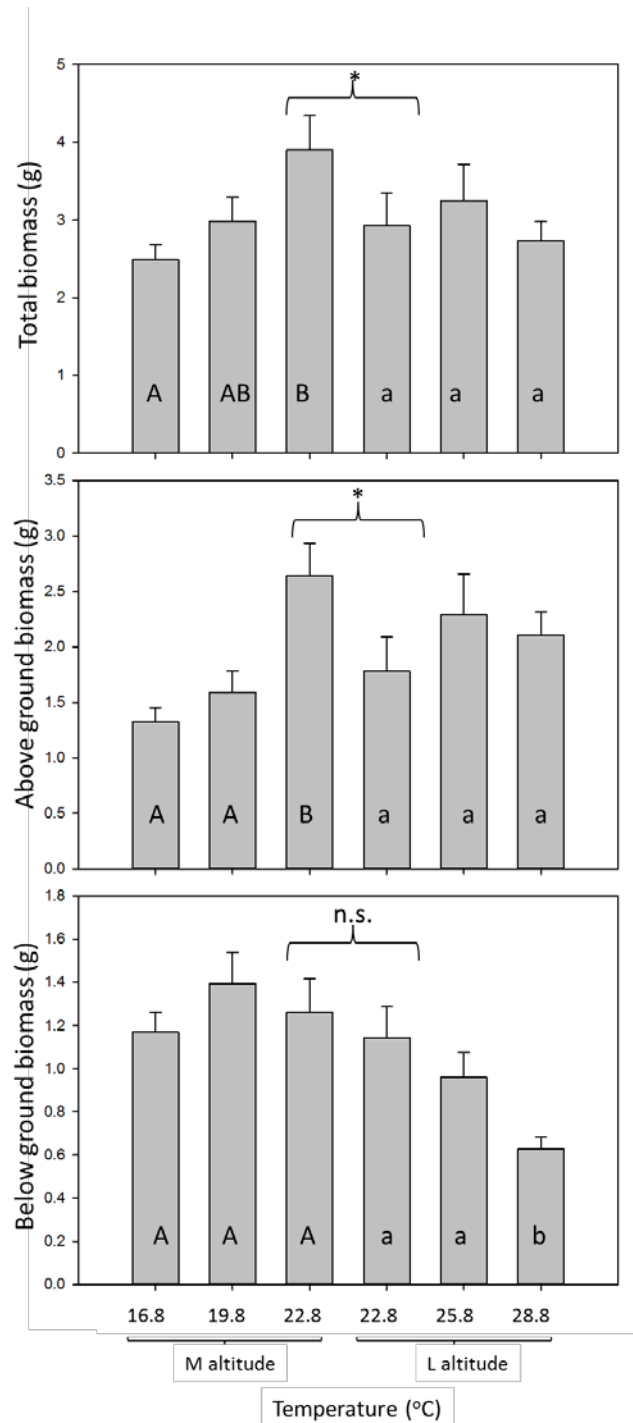 Total biomass (g)
5
4
3
2
1
0
*
A AB B a a a
Above ground biomass (g)
3.5
3.0
2.5
2.0
1.5
1.0
0.5
0.0
*
A A B a a a
Below ground biomass (g)
1.8
1.6
1.4
1.2
1.0
0.8
0.6
0.4
0.2
0.0
n.s.
A A A a a b
16.8 19.8 22.8 22.8 25.8 28.8
M altitude L altitude
Temperature (°C)